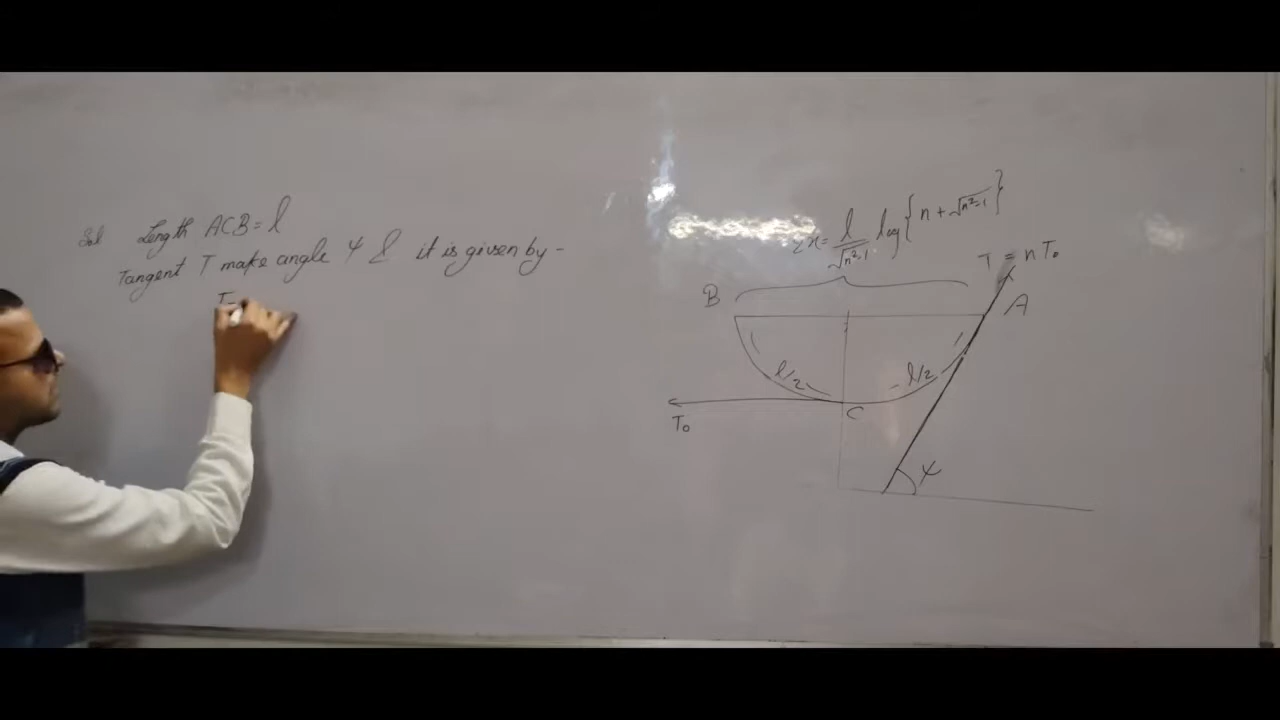 Sol Length ACB = l
Tangent T make angle ψ & it is given by -
T
2x = l/√n²-1 log{n + √n²-1}
T = nT₀
B
A
l/2
l/2
C
T₀
ψ